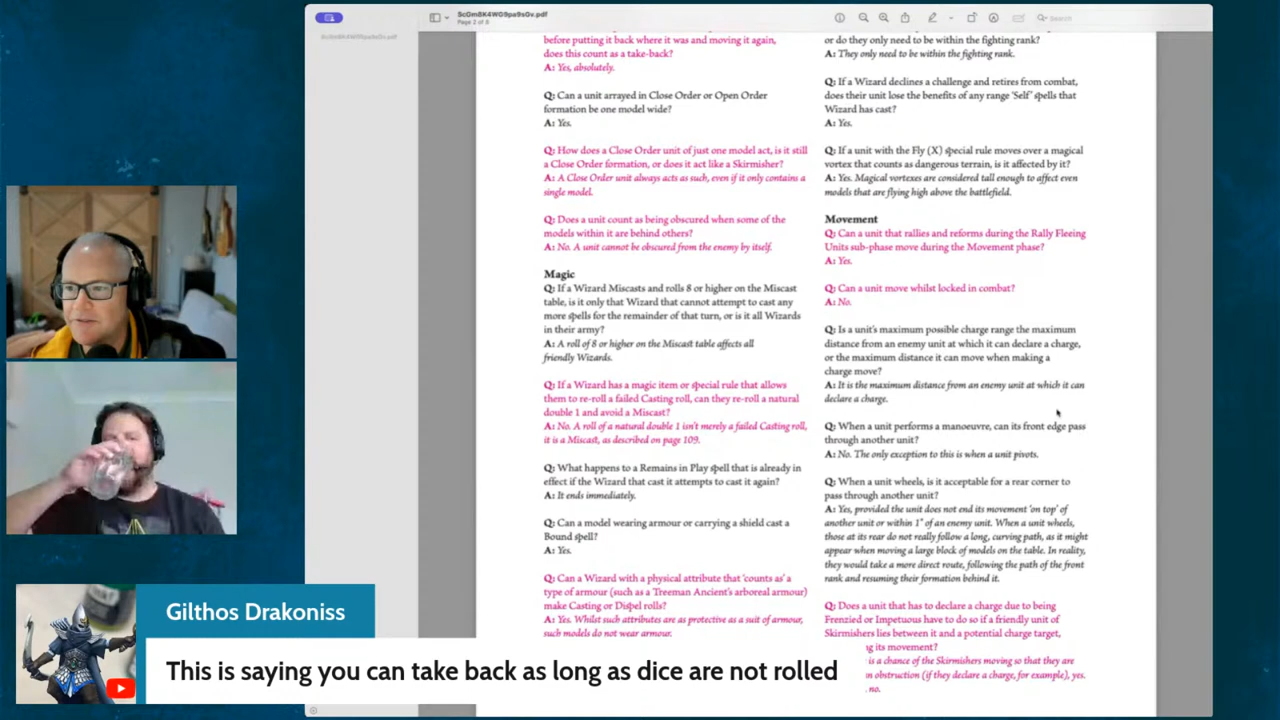 ScGm8K4WG9pa9sGv.pdf
Page 2 of 8
Search
before putting it back where it was and moving it again,
does this count as a take-back?
A: Yes, absolutely.
Q: Can a unit arrayed in Close Order or Open Order
formation be one model wide?
A: Yes.
Q: How does a Close Order unit of just one model act, is it still
a Close Order formation, or does it act like a Skirmisher?
A: A Close Order unit always acts as such, even if it only contains a
single model.
Q: Does a unit count as being obscured when some of the
models within it are behind others?
A: No. A unit cannot be obscured from the enemy by itself.
Magic
Q: If a Wizard Miscasts and rolls 8 or higher on the Miscast
table, is it only that Wizard that cannot attempt to cast any
more spells for the remainder of that turn, or is it all Wizards
in their army?
A: A roll of 8 or higher on the Miscast table affects all
friendly Wizards.
Q: If a Wizard has a magic item or special rule that allows
them to re-roll a failed Casting roll, can they re-roll a natural
double 1 and avoid a Miscast?
A: No. A roll of a natural double 1 isn't merely a failed Casting roll,
it is a Miscast, as described on page 109.
Q: What happens to a Remains in Play spell that is already in
effect if the Wizard that cast it attempts to cast it again?
A: It ends immediately.
Q: Can a model wearing armour or carrying a shield cast a
Bound spell?
A: Yes.
Q: Can a Wizard with a physical attribute that 'counts as' a
type of armour (such as a Treeman Ancient's arboreal armour)
make Casting or Dispel rolls?
A: Yes. Whilst such attributes are as protective as a suit of armour,
such models do not wear armour.
or do they only need to be within the fighting rank?
A: They only need to be within the fighting rank.
Q: If a Wizard declines a challenge and retires from combat,
does their unit lose the benefits of any range 'Self' spells that
Wizard has cast?
A: Yes.
Q: If a unit with the Fly (X) special rule moves over a magical
vortex that counts as dangerous terrain, is it affected by it?
A: Yes. Magical vortexes are considered tall enough to affect even
models that are flying high above the battlefield.
Movement
Q: Can a unit that rallies and reforms during the Rally Fleeing
Units sub-phase move during the Movement phase?
A: Yes.
Q: Can a unit move whilst locked in combat?
A: No.
Q: Is a unit's maximum possible charge range the maximum
distance from an enemy unit at which it can declare a charge,
or the maximum distance it can move when making a
charge move?
A: It is the maximum distance from an enemy unit at which it can
declare a charge.
Q: When a unit performs a manoeuvre, can its front edge pass
through another unit?
A: No. The only exception to this is when a unit pivots.
Q: When a unit wheels, is it acceptable for a rear corner to
pass through another unit?
A: Yes, provided the unit does not end its movement 'on top' of
another unit or within 1" of an enemy unit. When a unit wheels,
those at its rear do not really follow a long, curving path, as it might
appear when moving a large block of models on the table. In reality,
they would take a more direct route, following the path of the front
rank and resuming their formation behind it.
Q: Does a unit that has to declare a charge due to being
Frenzied or Impetuous have to do so if a friendly unit of
Skirmishers lies between it and a potential charge target,
its movement?
is a chance of the Skirmishers moving so that they are
obstruction (if they declare a charge, for example), yes.
no.
Gilthos Drakoniss
This is saying you can take back as long as dice are not rolled